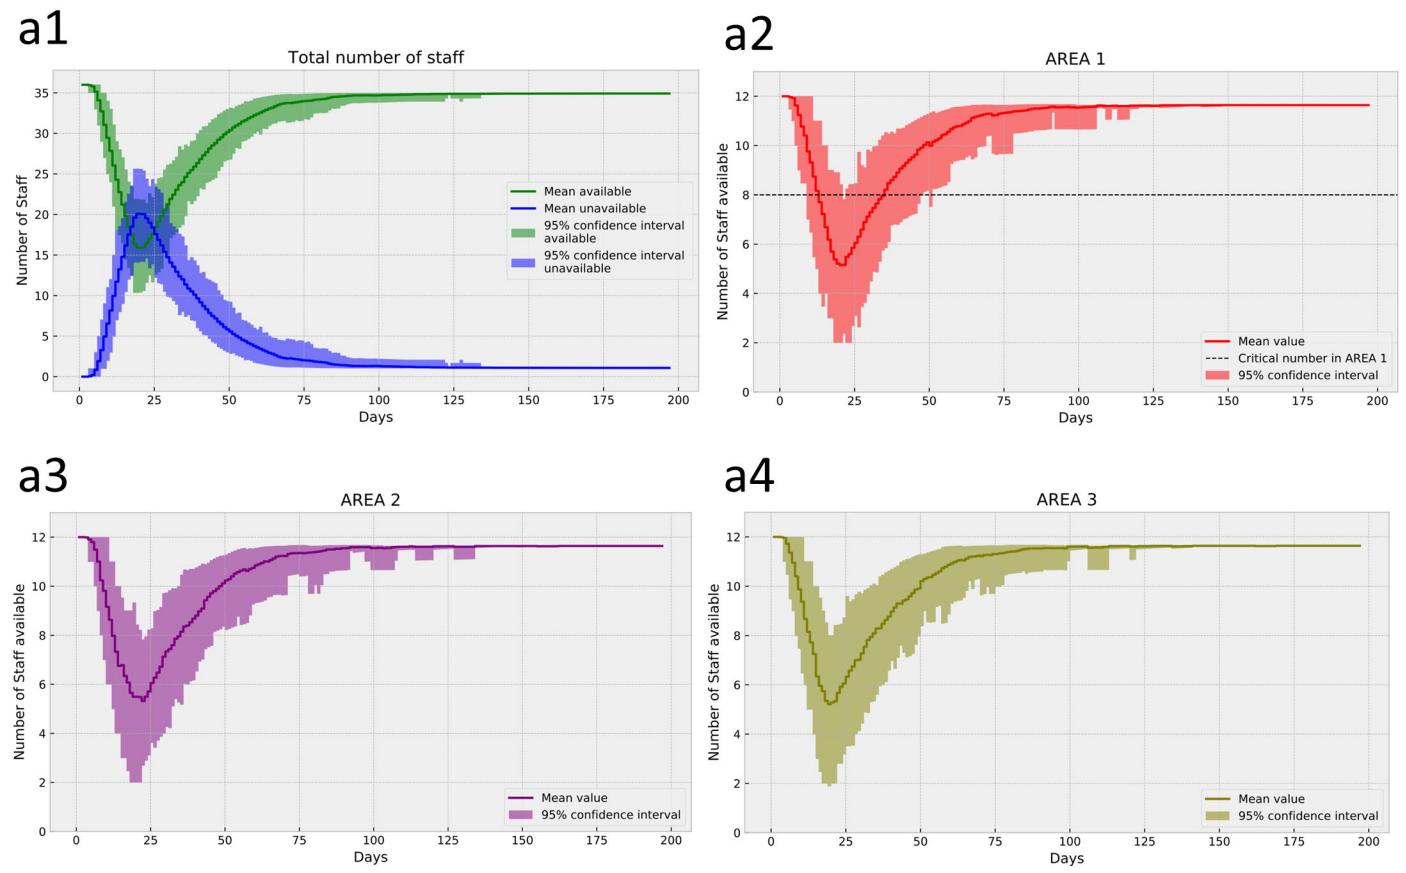 a1
Total number of staff
Number of Staff
35
30
25
20
15
10
5
0
Mean available
Mean unavailable
95% confidence interval
available
95% confidence interval
unavailable
0 25 50 75 100 125 150 175 200
Days
a2
AREA 1
Number of Staff available
12
10
8
6
4
2
0
Mean value
Critical number in AREA 1
95% confidence interval
0 25 50 75 100 125 150 175 200
Days
a3
AREA 2
Number of Staff available
12
10
8
6
4
2
0
Mean value
95% confidence interval
0 25 50 75 100 125 150 175 200
Days
a4
AREA 3
Number of Staff available
12
10
8
6
4
2
0
Mean value
95% confidence interval
0 25 50 75 100 125 150 175 200
Days